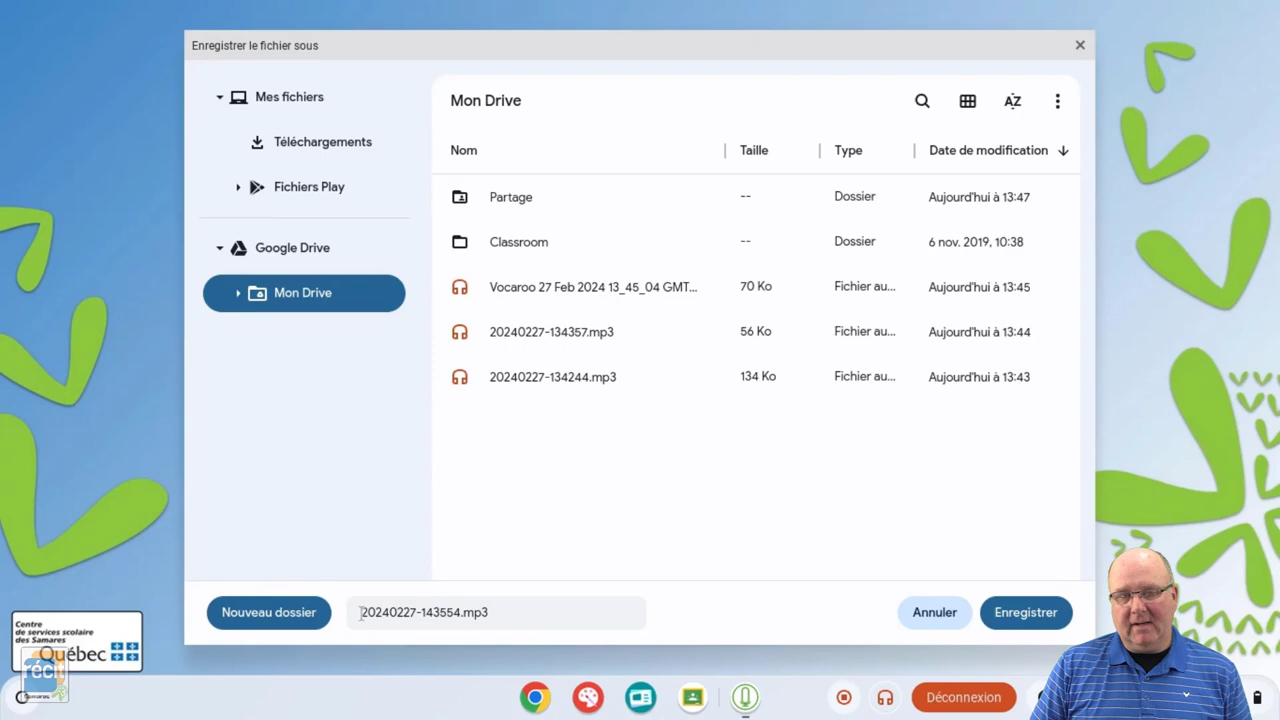 Enregistrer le fichier sous
Mes fichiers
Téléchargements
Fichiers Play
Google Drive
Mon Drive
Mon Drive
Nom Taille Type Date de modification
Partage -- Dossier Aujourd'hui à 13:47
Classroom -- Dossier 6 nov. 2019, 10:38
Vocaroo 27 Feb 2024 13_45_04 GMT... 70 Ko Fichier au... Aujourd'hui à 13:45
20240227-134357.mp3 56 Ko Fichier au... Aujourd'hui à 13:44
20240227-134244.mp3 134 Ko Fichier au... Aujourd'hui à 13:43
Nouveau dossier
20240227-143554.mp3
Annuler
Enregistrer
Centre
de services scolaire
des Samares
Québec
récit
Samares
Déconnexion